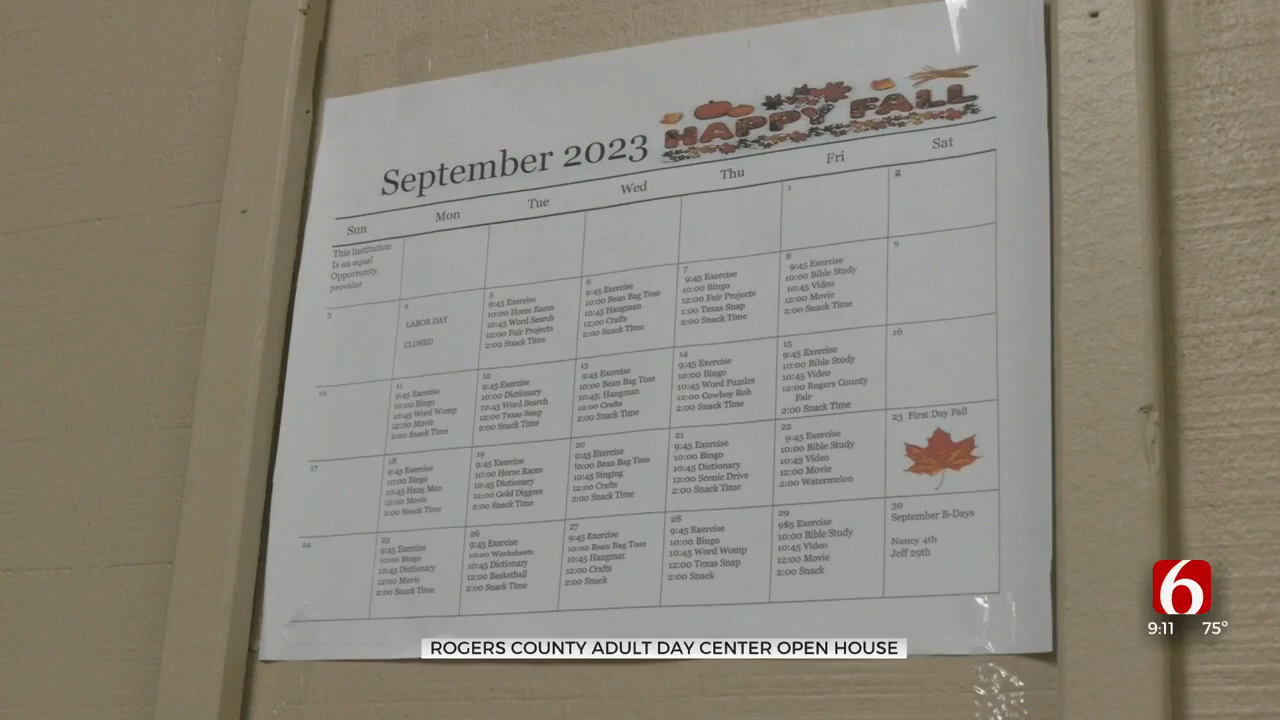 HAPPY FALL
September 2023
Sun Mon Tue Wed Thu Fri Sat
This institution
Is an equal
Opportunity
provider
1
2
3
4
LABOR DAY
CLOSED
5
9:45 Exercise
10:00 Horse Races
10:45 Word Search
12:00 Fair Projects
2:00 Snack Time
6
9:45 Exercise
10:00 Bean Bag Toss
10:45 Hangman
12;00 Crafts
2:00 Snack Time
7
9:45 Exercise
10:00 Bingo
12:00 Fair Projects
1:00 Texas Snap
2:00 Snack Time
8
9:45 Exercise
10:00 Bible Study
10:45 Video
12:00 Movie
2:00 Snack Time
9
10
11
9:45 Exercise
10:00 Bingo
10:45 Word Womp
12:00 Movie
2:00 Snack Time
12
9:45 Exercise
10:00 Dictionary
10:45 Word Search
12:00 Texas Snap
2:00 Snack Time
13
9:45 Exercise
10:00 Bean Bag Toss
10:45: Hangman
12:00 Crafts
2:00 Snack Time
14
9:45 Exercise
10:00 Bingo
10:45 Word Puzzles
12:00 Cowboy Rob
2:00 Snack Time
15
9:45 Exercise
10:00 Bible Study
10:45 Video
12:00 Rogers County
Fair
2:00 Snack Time
16
17
18
9:45 Exercise
10:00 Bingo
10:45 Hang Man
12:00 Movie
2:00 Snack Time
19
9:45 Exercise
10:00 Horse Races
10:45 Dictionary
12:00 Gold Diggers
2:00 Snack Time
20
9:45 Exercise
10:00 Bean Bag Toss
10:45 Singing
12:00 Crafts
2:00 Snack Time
21
9:45 Exercise
10:00 Bingo
10:45 Dictionary
12:00 Scenic Drive
2:00 Snack Time
22
9:45 Exercise
10:00 Bible Study
10:45 Video
12:00 Movie
2:00 Watermelon
23 First Day Fall
24
25
9:45 Exercise
10:00 Bingo
10:45 Dictionary
12:00 Movie
2:00 Snack Time
26
9:45 Exercise
10:00 Worksheets
10:45 Dictionary
12:00 Basketball
2:00 Snack Time
27
9:45 Exercise
10:00 Bean Bag Toss
10:45 Hangmar
12:00 Crafts
2:00 Snack
28
9:45 Exercise
10:00 Bingo
10:45 Word Womp
12:00 Texas Snap
2:00 Snack
29
9$5 Exercise
10:00 Bible Study
10:45 Video
12:00 Movie
2:00 Snack
30
September B-Days
Nancy 4th
Jeff 29th
6
9:11 75°
ROGERS COUNTY ADULT DAY CENTER OPEN HOUSE